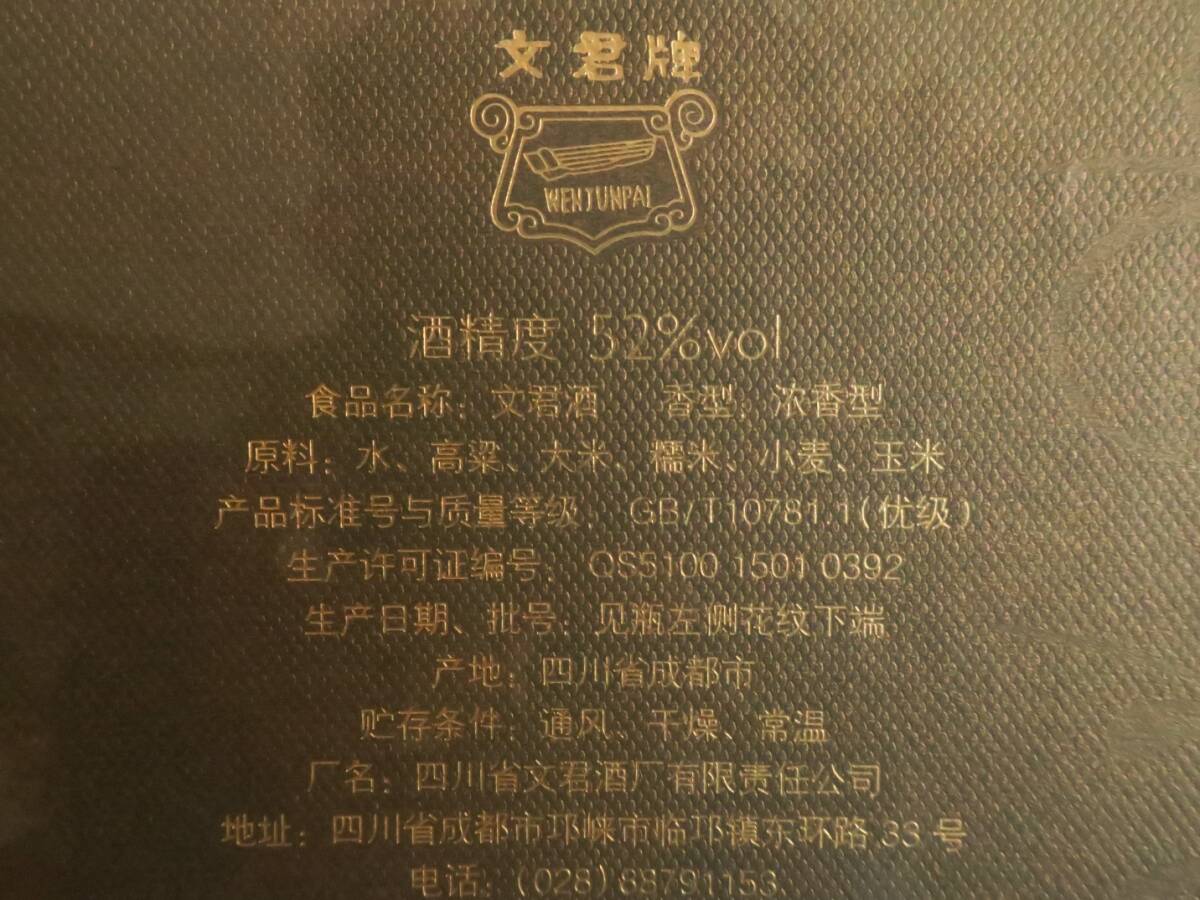 文君牌
WENJUNPAI
酒精度 52%vol
食品名称：文君酒 香型：浓香型
原料：水、高粱、大米、糯米、小麦、玉米
产品标准号与质量等级：GB/T10781.1(优级)
生产许可证编号：QS5100 1501 0392
生产日期、批号：见瓶左侧花纹下端
产地：四川省成都市
贮存条件：通风、干燥、常温
厂名：四川省文君酒厂有限责任公司
地址：四川省成都市邛崃市临邛镇东环路33号
电话：(028)88791153